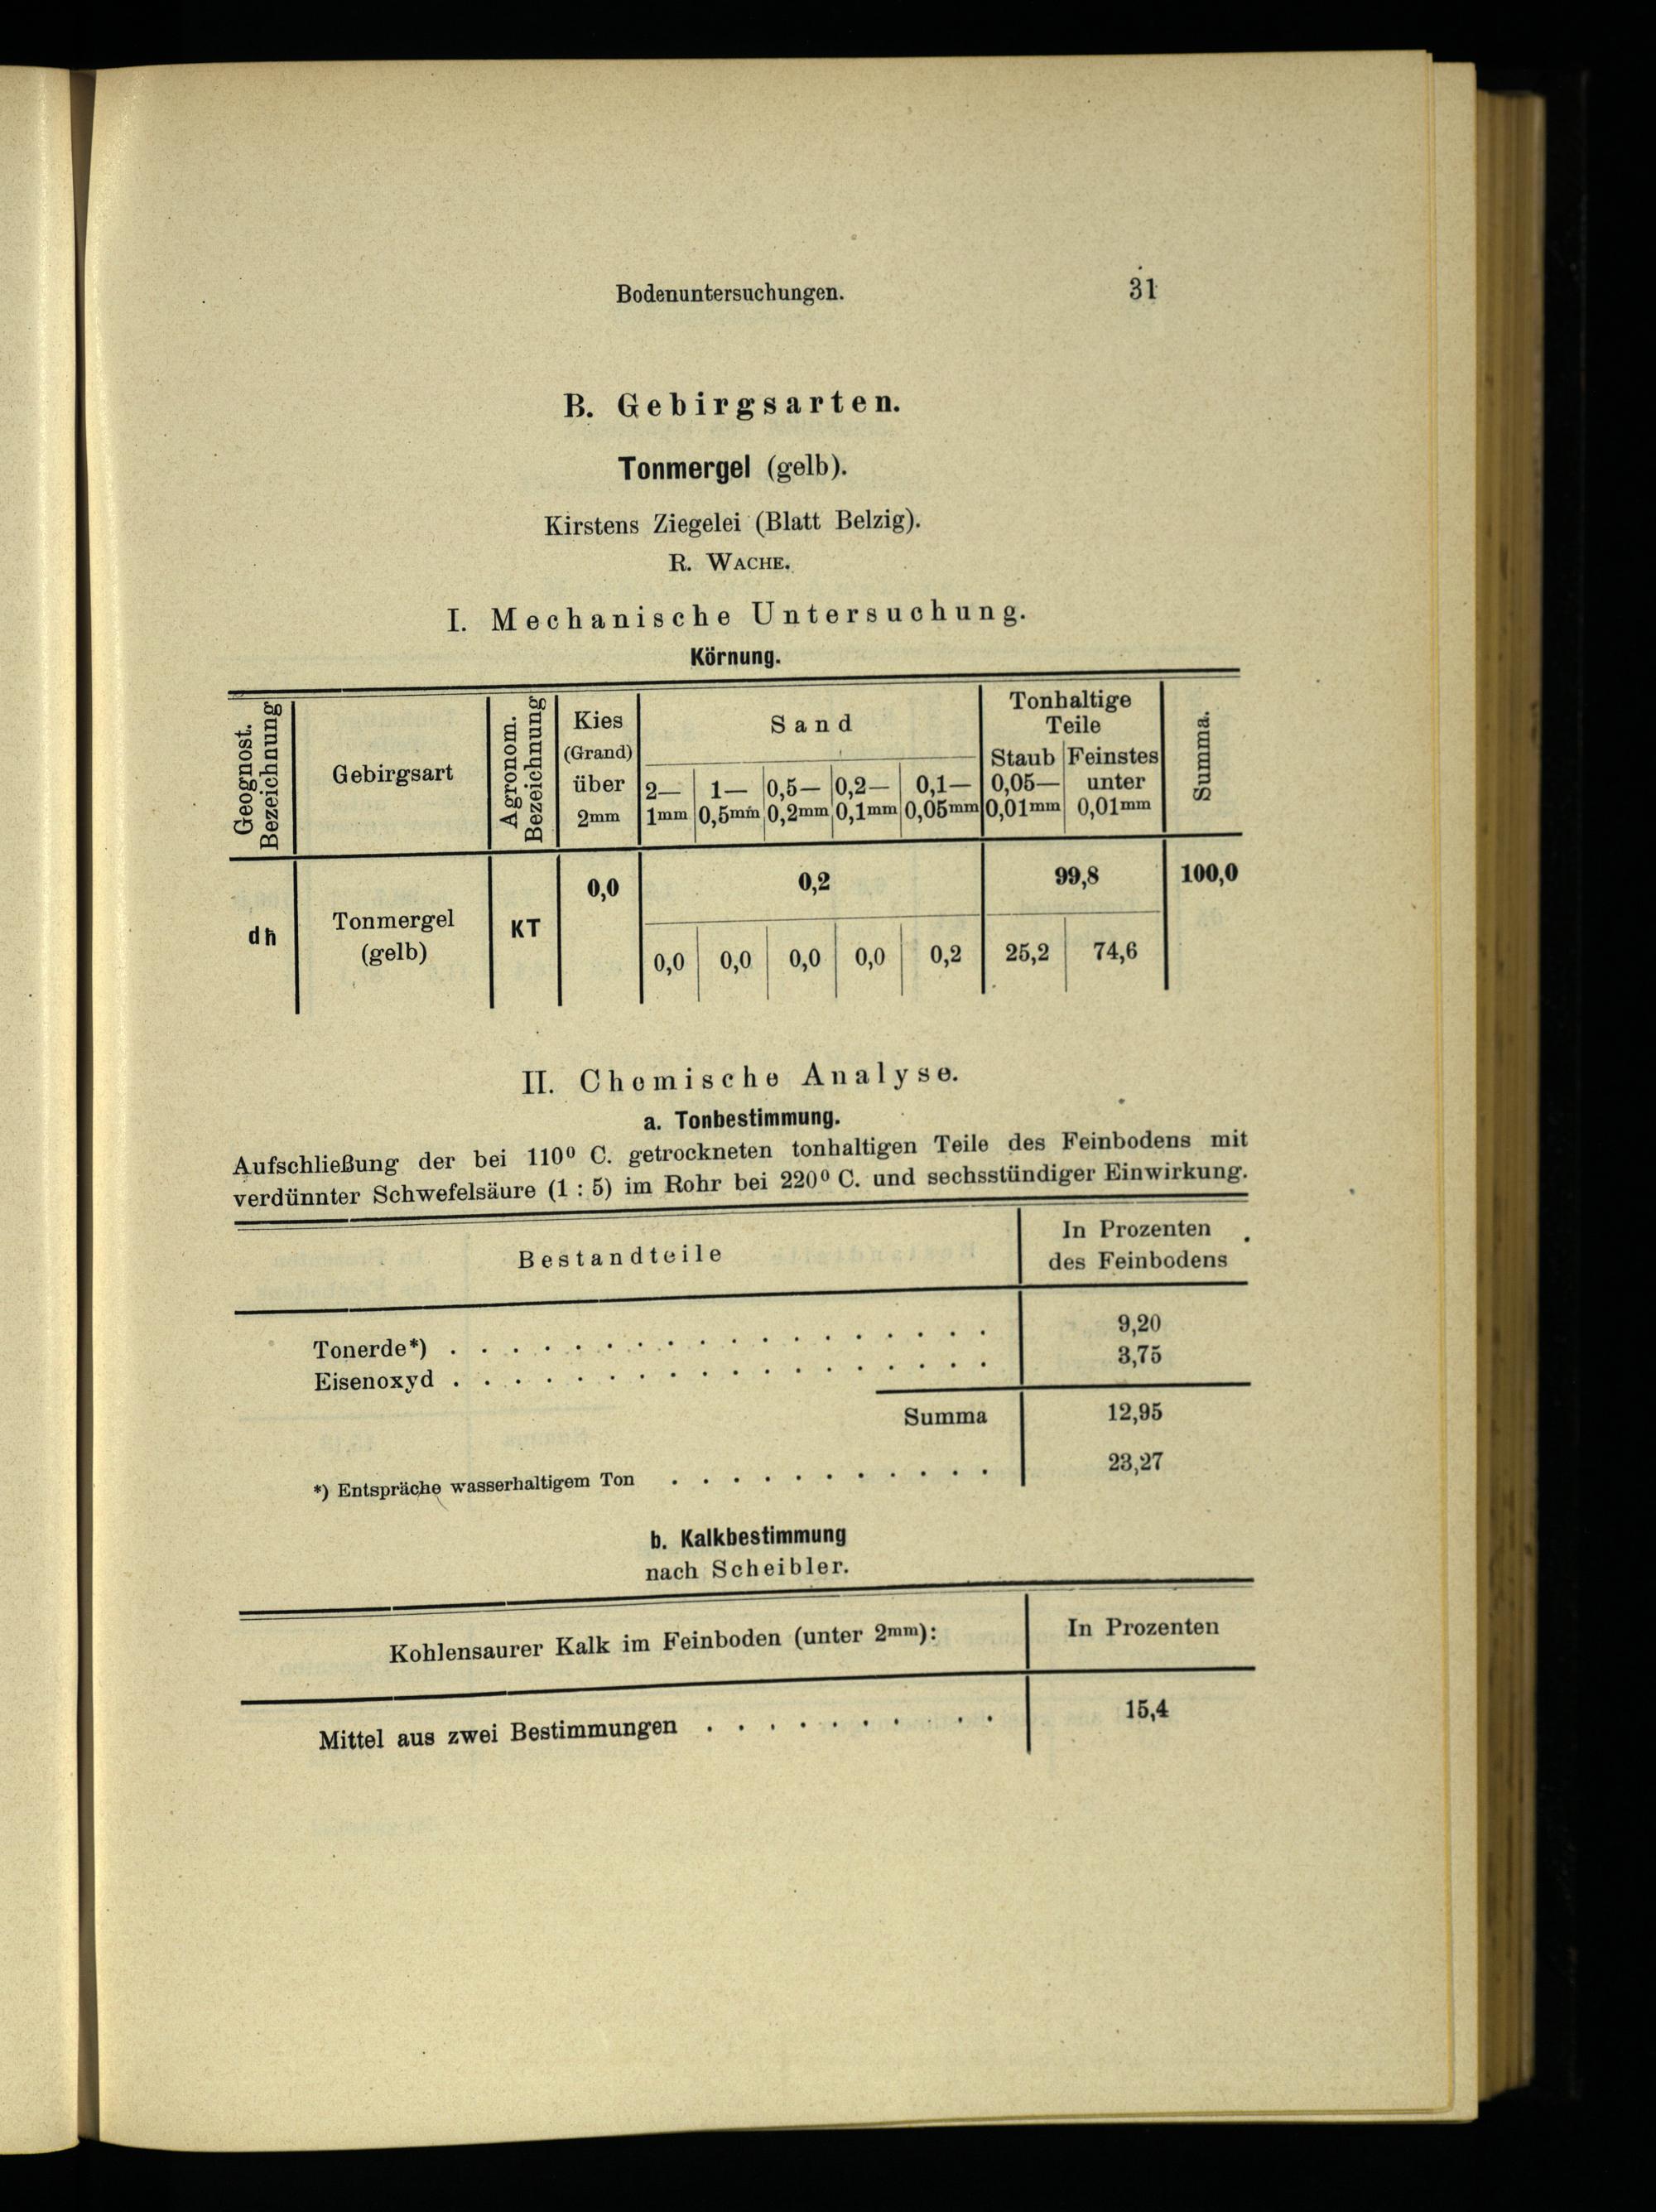 Bodenuntersuchungen. 31
B. Gebirgsarten.
Tonmergel (gelb).
Kirstens Ziegelei (Blatt Belzig).
R. WACHE.
I. Mechanische Untersuchung.
Körnung.
Geognost. Bezeichnung
Gebirgsart
Agronom. Bezeichnung
Kies
(Grand)
über
2mm
Sand
2— 1— 0,5— 0,2— 0,1—
1mm 0,5mm 0,2mm 0,1mm 0,05mm
Tonhaltige
Teile
Staub Feinstes
0,05— unter
0,01mm 0,01mm
Summa.
dh
Tonmergel
(gelb)
KT
0,0 0,2 99,8 100,0
0,0 0,0 0,0 0,0 0,2 25,2 74,6
II. Chemische Analyse.
a. Tonbestimmung.
Aufschließung der bei 110⁰ C. getrockneten tonhaltigen Teile des Feinbodens mit
verdünnter Schwefelsäure (1 : 5) im Rohr bei 220⁰ C. und sechsstündiger Einwirkung.
Bestandteile
In Prozenten
des Feinbodens
Tonerde*) . . . . . . . . . . . . . . . . . . 9,20
Eisenoxyd . . . . . . . . . . . . . . . . . . 3,75
Summa 12,95
*) Entspräche wasserhaltigem Ton . . . . . . . . . . . 23,27
b. Kalkbestimmung
nach Scheibler.
Kohlensaurer Kalk im Feinboden (unter 2mm): In Prozenten
Mittel aus zwei Bestimmungen . . . . . . . . . . 15,4